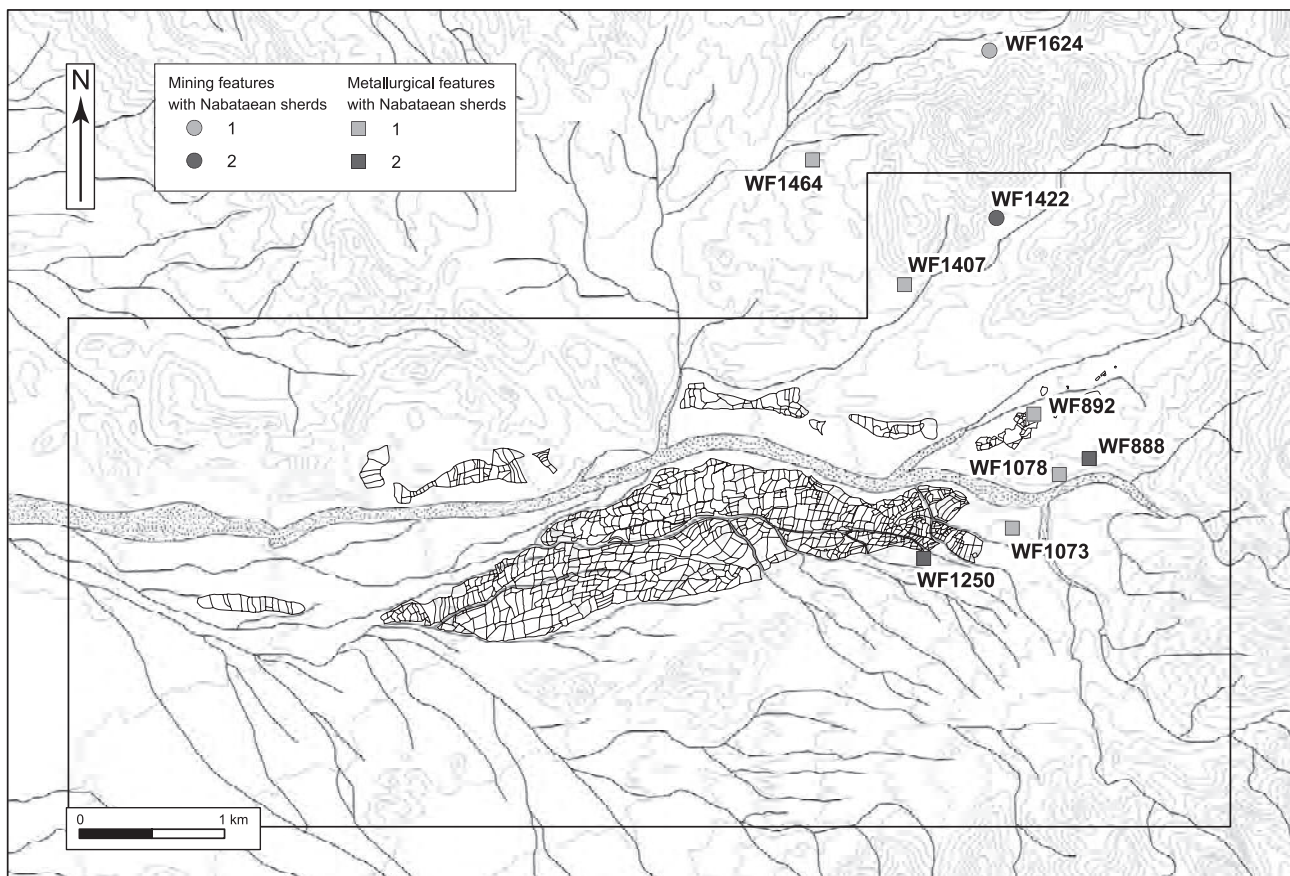 WF1624
N
Mining features
with Nabataean sherds
1
2
Metallurgical features
with Nabataean sherds
1
2
WF1464
WF1422
WF1407
WF892
WF888
WF1078
WF1073
WF1250
0 1 km